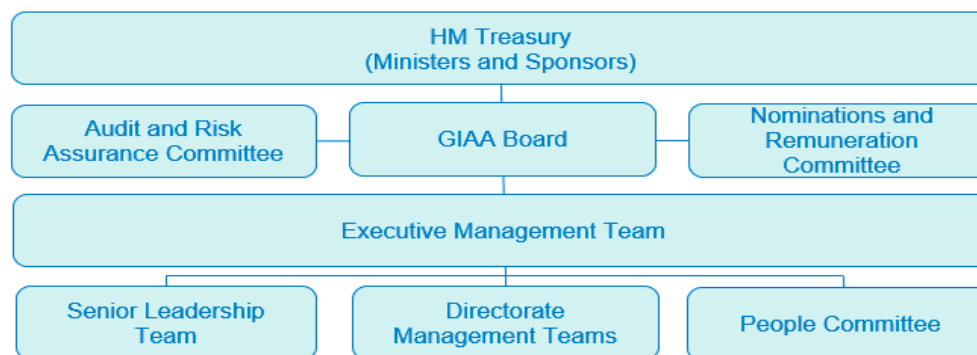 HM Treasury
(Ministers and Sponsors)
Audit and Risk
Assurance Committee
GIAA Board
Nominations and
Remuneration
Committee
Executive Management Team
Senior Leadership
Team
Directorate
Management Teams
People Committee